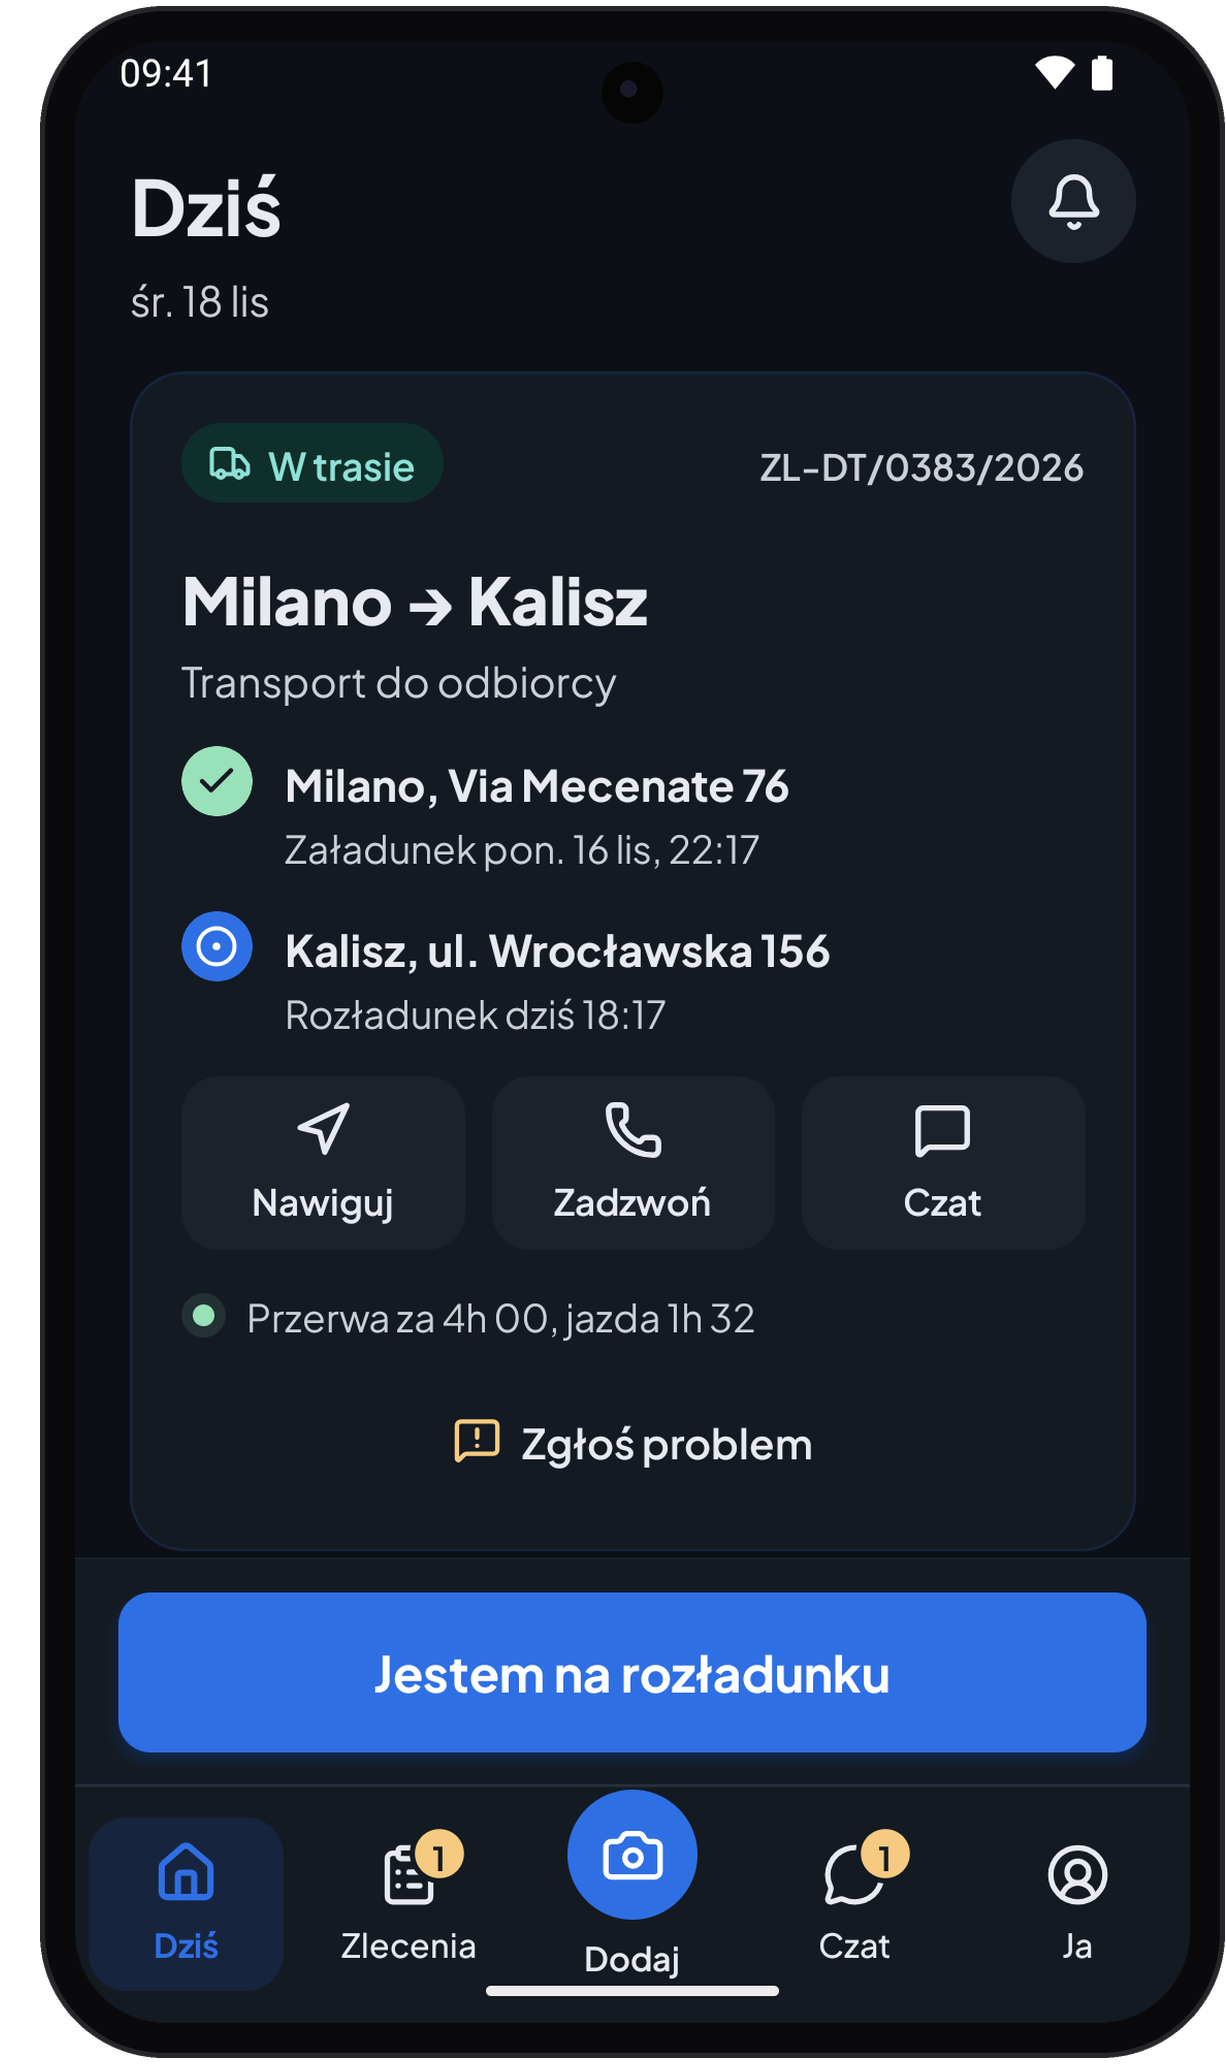 09:41
Dziś
śr. 18 lis
W trasie
ZL-DT/0383/2026
Milano → Kalisz
Transport do odbiorcy
Milano, Via Mecenate 76
Załadunek pon. 16 lis, 22:17
Kalisz, ul. Wrocławska 156
Rozładunek dziś 18:17
Nawiguj
Zadzwoń
Czat
Przerwa za 4h 00, jazda 1h 32
Zgłoś problem
Jestem na rozładunku
1
1
Dziś
Zlecenia
Dodaj
Czat
Ja